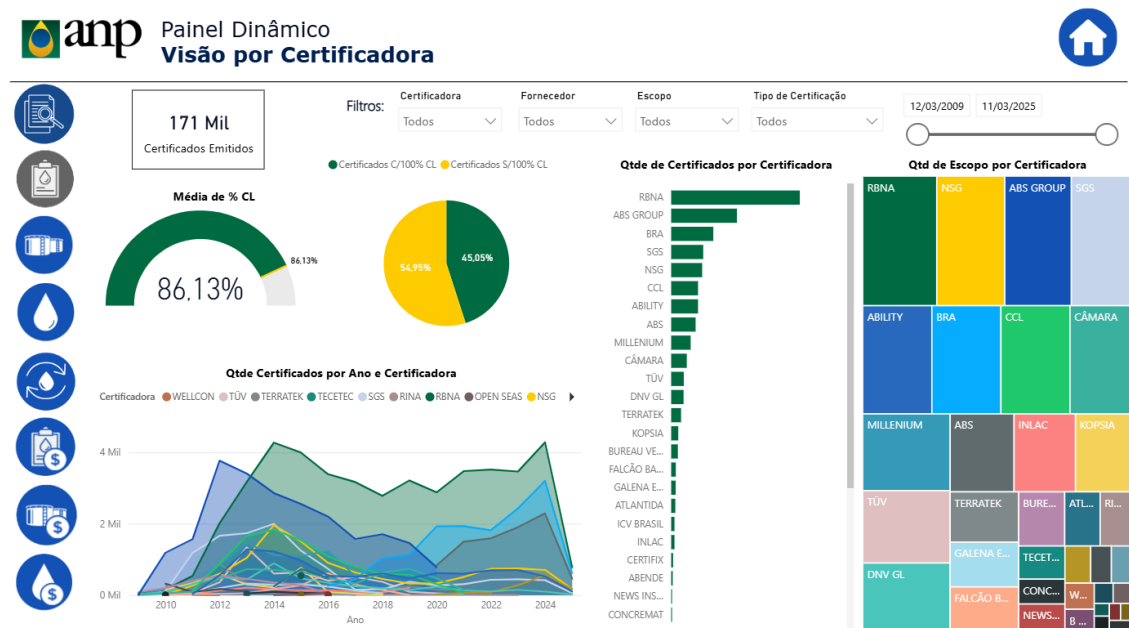 anp
Painel Dinâmico
Visão por Certificadora
171 Mil
Certificados Emitidos
Filtros:
Certificadora
Todos
Fornecedor
Todos
Escopo
Todos
Tipo de Certificação
Todos
12/03/2009
11/03/2025
Média de % CL
86,13%
86,13%
Certificados C/100% CL
Certificados S/100% CL
54,95%
45,05%
Qtde de Certificados por Certificadora
RBNA
ABS GROUP
BRA
SGS
NSG
CCL
ABILITY
ABS
MILLENIUM
CÂMARA
TÜV
DNV GL
TERRATEK
KOPSIA
BUREAU VE...
FALCÃO BA...
GALENA E...
ATLANTIDA
ICV BRASIL
INLAC
CERTIFIX
ABENDE
NEWS INS...
CONCREMAT
Qtd de Escopo por Certificadora
RBNA
NSG
ABS GROUP
SGS
ABILITY
BRA
CCL
CÂMARA
MILLENIUM
ABS
INLAC
KOPSIA
TÜV
TERRATEK
BURE...
ATL...
RI...
GALENA E...
TECET...
DNV GL
FALCÃO B...
CONC...
W...
NEWS...
B ...
Qtde Certificados por Ano e Certificadora
Certificadora WELLCON TÜV TERRATEK TECETEC SGS RINA RBNA OPEN SEAS NSG
4 Mil
2 Mil
0 Mil
2010 2012 2014 2016 2018 2020 2022 2024
Ano
$
$
$